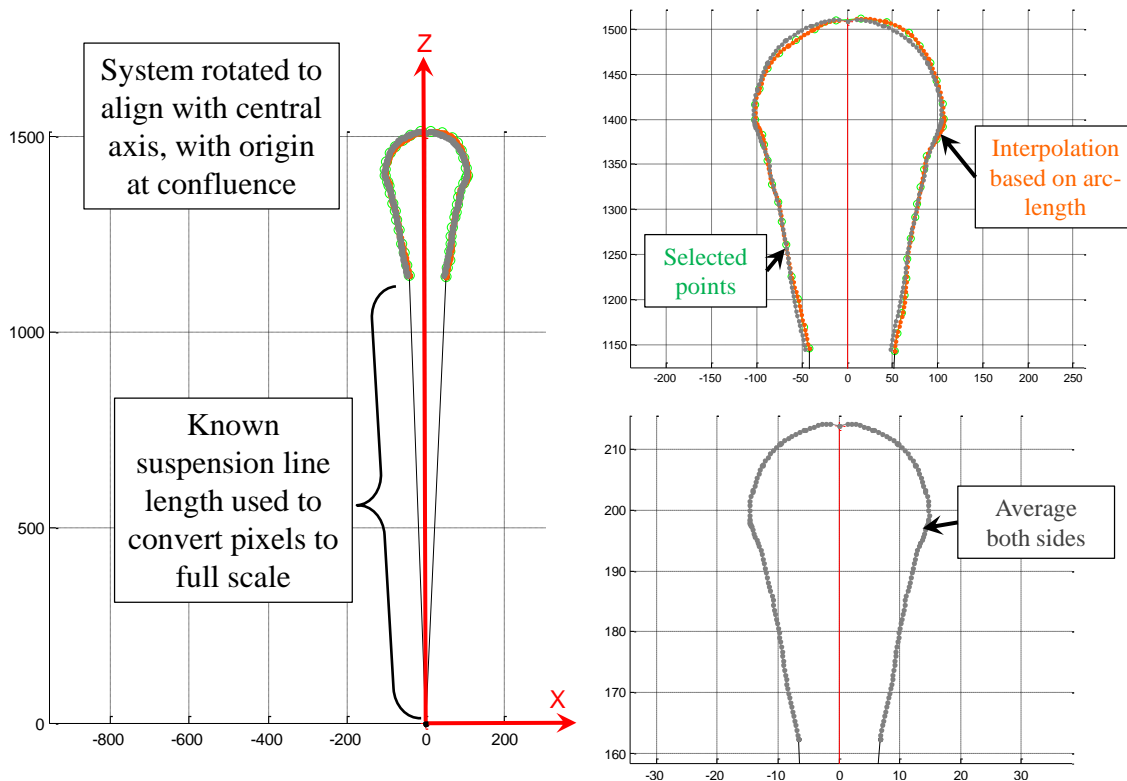 Z
System rotated to
align with central
axis, with origin
at confluence
1500
1000
500
0
Known
suspension line
length used to
convert pixels to
full scale
X
-800
-600
-400
-200
0
200
1500
1450
1400
1350
1300
1250
1200
1150
Interpolation
based on arc-
length
Selected
points
-200
-150
-100
-50
0
50
100
150
200
250
210
200
190
180
170
160
Average
both sides
-30
-20
-10
0
10
20
30